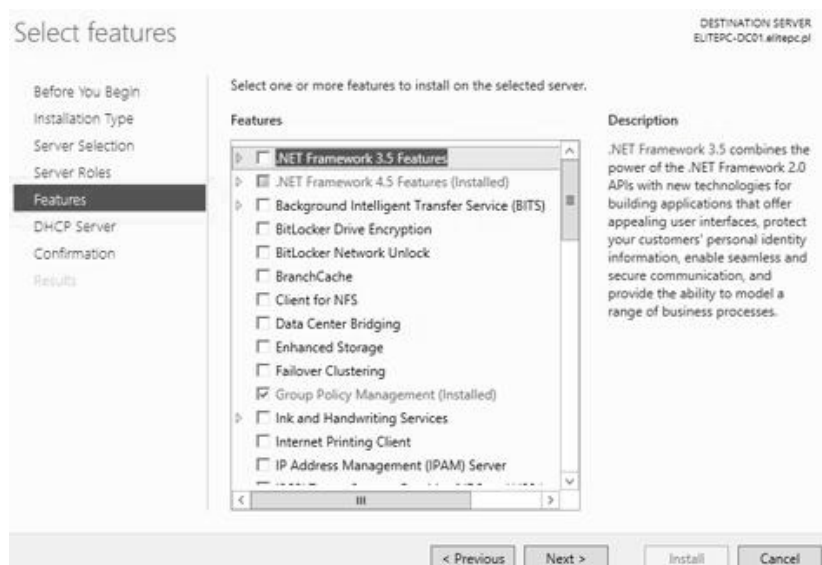 Select features
DESTINATION SERVER
ELITEPC-DC01.elitepc.pl
Before You Begin
Installation Type
Server Selection
Server Roles
Features
DHCP Server
Confirmation
Results
Select one or more features to install on the selected server.
Features
.NET Framework 3.5 Features
.NET Framework 4.5 Features (Installed)
Background Intelligent Transfer Service (BITS)
BitLocker Drive Encryption
BitLocker Network Unlock
BranchCache
Client for NFS
Data Center Bridging
Enhanced Storage
Failover Clustering
Group Policy Management (Installed)
Ink and Handwriting Services
Internet Printing Client
IP Address Management (IPAM) Server
Description
.NET Framework 3.5 combines the
power of the .NET Framework 2.0
APIs with new technologies for
building applications that offer
appealing user interfaces, protect
your customers' personal identity
information, enable seamless and
secure communication, and
provide the ability to model a
range of business processes.
< Previous
Next >
Install
Cancel